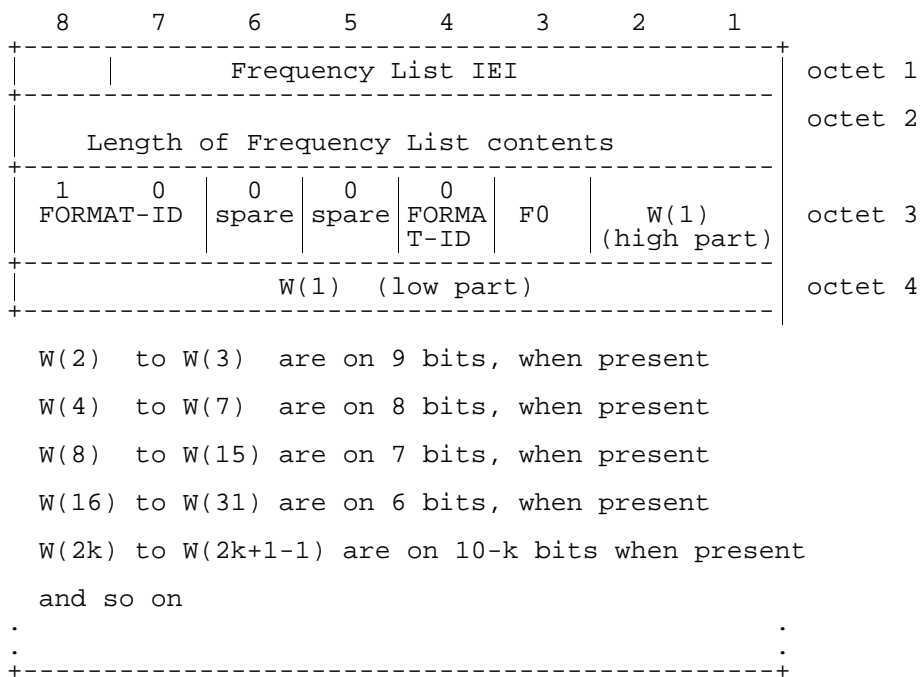 8 7 6 5 4 3 2 1
Frequency List IEI octet 1
octet 2
Length of Frequency List contents
1 0 0 0 0
FORMAT-ID spare spare FORMA F0 W(1) octet 3
T-ID (high part)
W(1) (low part) octet 4
W(2) to W(3) are on 9 bits, when present
W(4) to W(7) are on 8 bits, when present
W(8) to W(15) are on 7 bits, when present
W(16) to W(31) are on 6 bits, when present
W(2k) to W(2k+1-1) are on 10-k bits when present
and so on
. .
. .